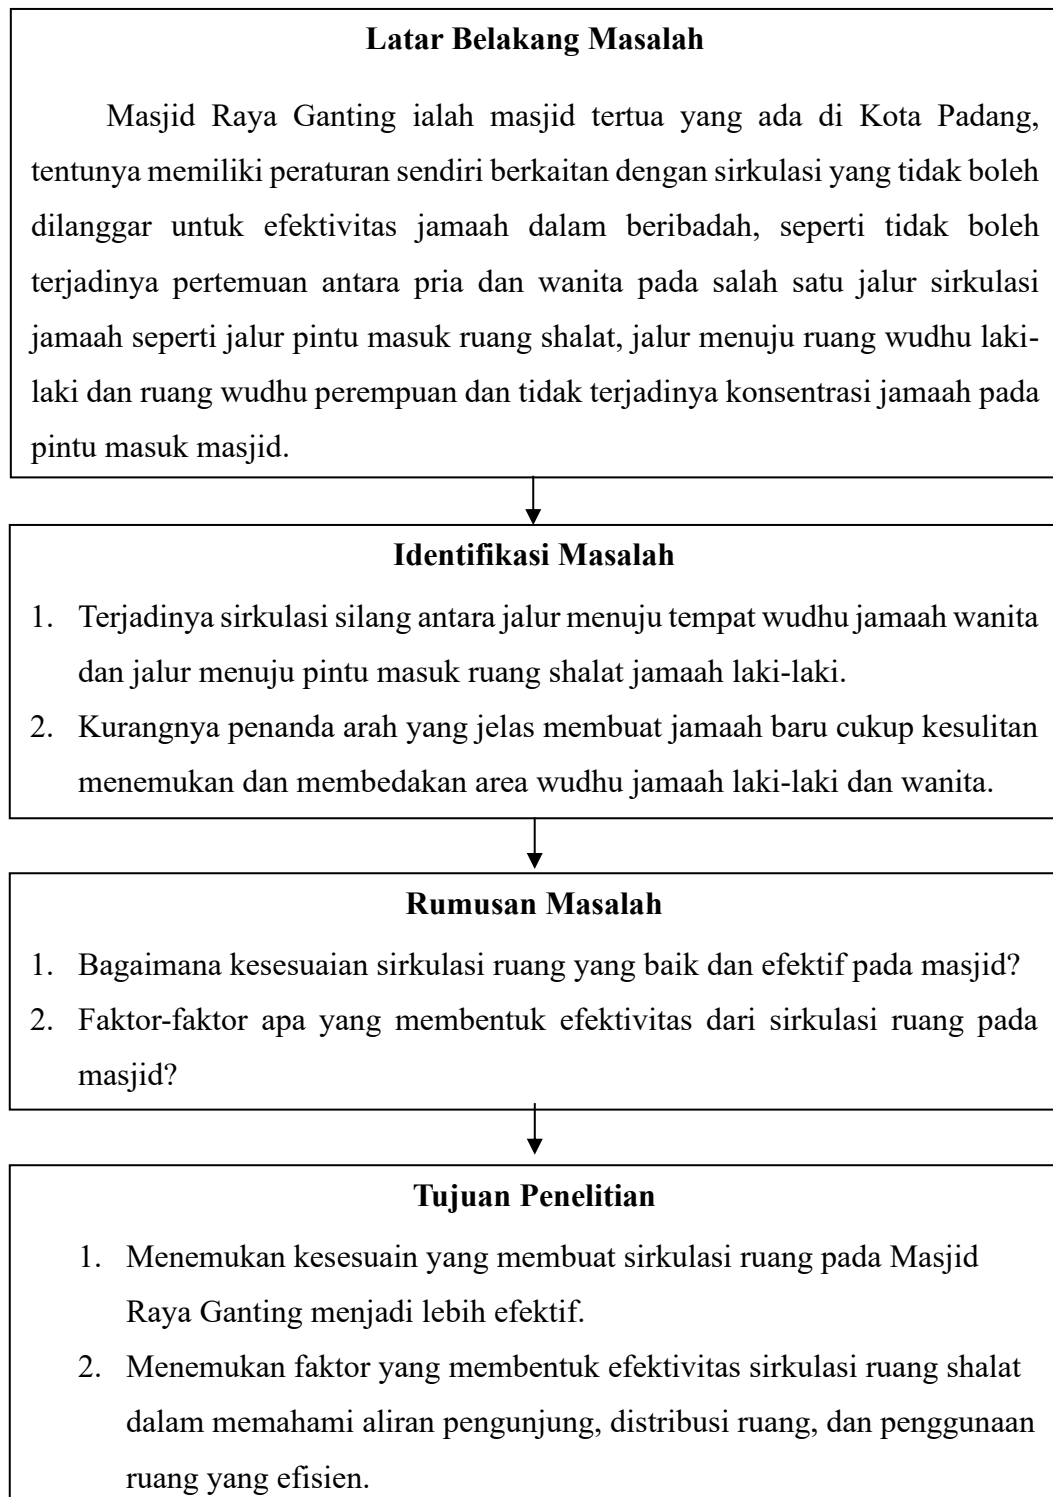 Latar Belakang Masalah
Masjid Raya Ganting ialah masjid tertua yang ada di Kota Padang,
tentunya memiliki peraturan sendiri berkaitan dengan sirkulasi yang tidak boleh
dilanggar untuk efektivitas jamaah dalam beribadah, seperti tidak boleh
terjadinya pertemuan antara pria dan wanita pada salah satu jalur sirkulasi
jamaah seperti jalur pintu masuk ruang shalat, jalur menuju ruang wudhu laki-
laki dan ruang wudhu perempuan dan tidak terjadinya konsentrasi jamaah pada
pintu masuk masjid.
Identifikasi Masalah
1. Terjadinya sirkulasi silang antara jalur menuju tempat wudhu jamaah wanita
dan jalur menuju pintu masuk ruang shalat jamaah laki-laki.
2. Kurangnya penanda arah yang jelas membuat jamaah baru cukup kesulitan
menemukan dan membedakan area wudhu jamaah laki-laki dan wanita.
Rumusan Masalah
1. Bagaimana kesesuaian sirkulasi ruang yang baik dan efektif pada masjid?
2. Faktor-faktor apa yang membentuk efektivitas dari sirkulasi ruang pada
masjid?
Tujuan Penelitian
1. Menemukan kesesuain yang membuat sirkulasi ruang pada Masjid
Raya Ganting menjadi lebih efektif.
2. Menemukan faktor yang membentuk efektivitas sirkulasi ruang shalat
dalam memahami aliran pengunjung, distribusi ruang, dan penggunaan
ruang yang efisien.